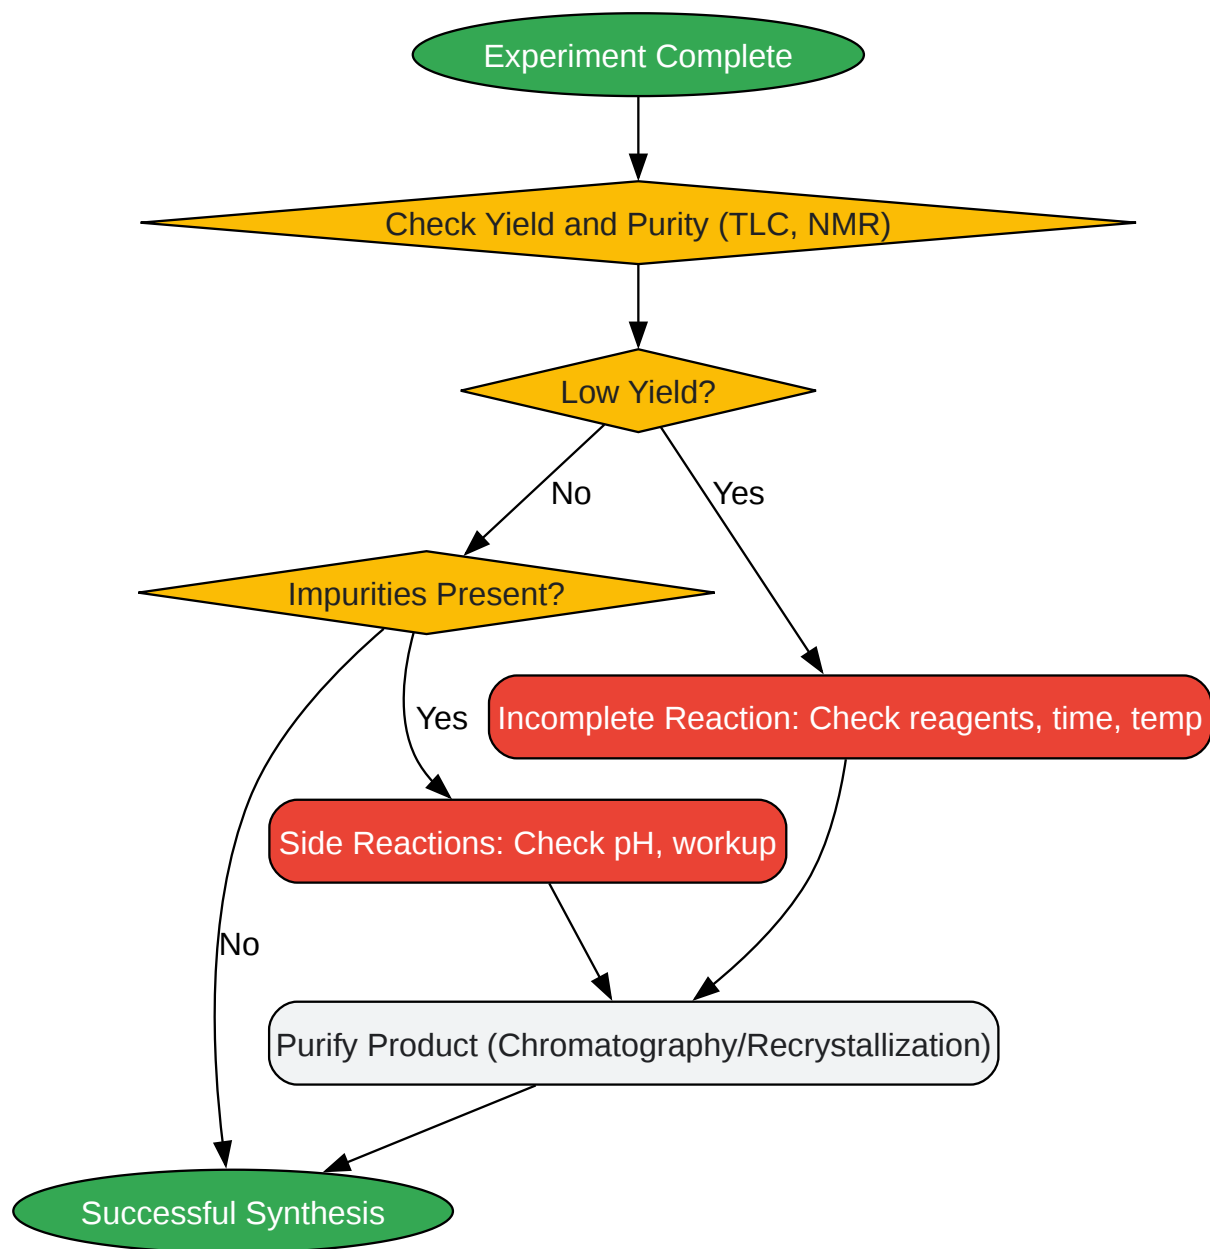 Experiment Complete
Check Yield and Purity (TLC, NMR)
Low Yield?
No
Yes
Impurities Present?
Yes
Incomplete Reaction: Check reagents, time, temp
Side Reactions: Check pH, workup
No
Purify Product (Chromatography/Recrystallization)
Successful Synthesis